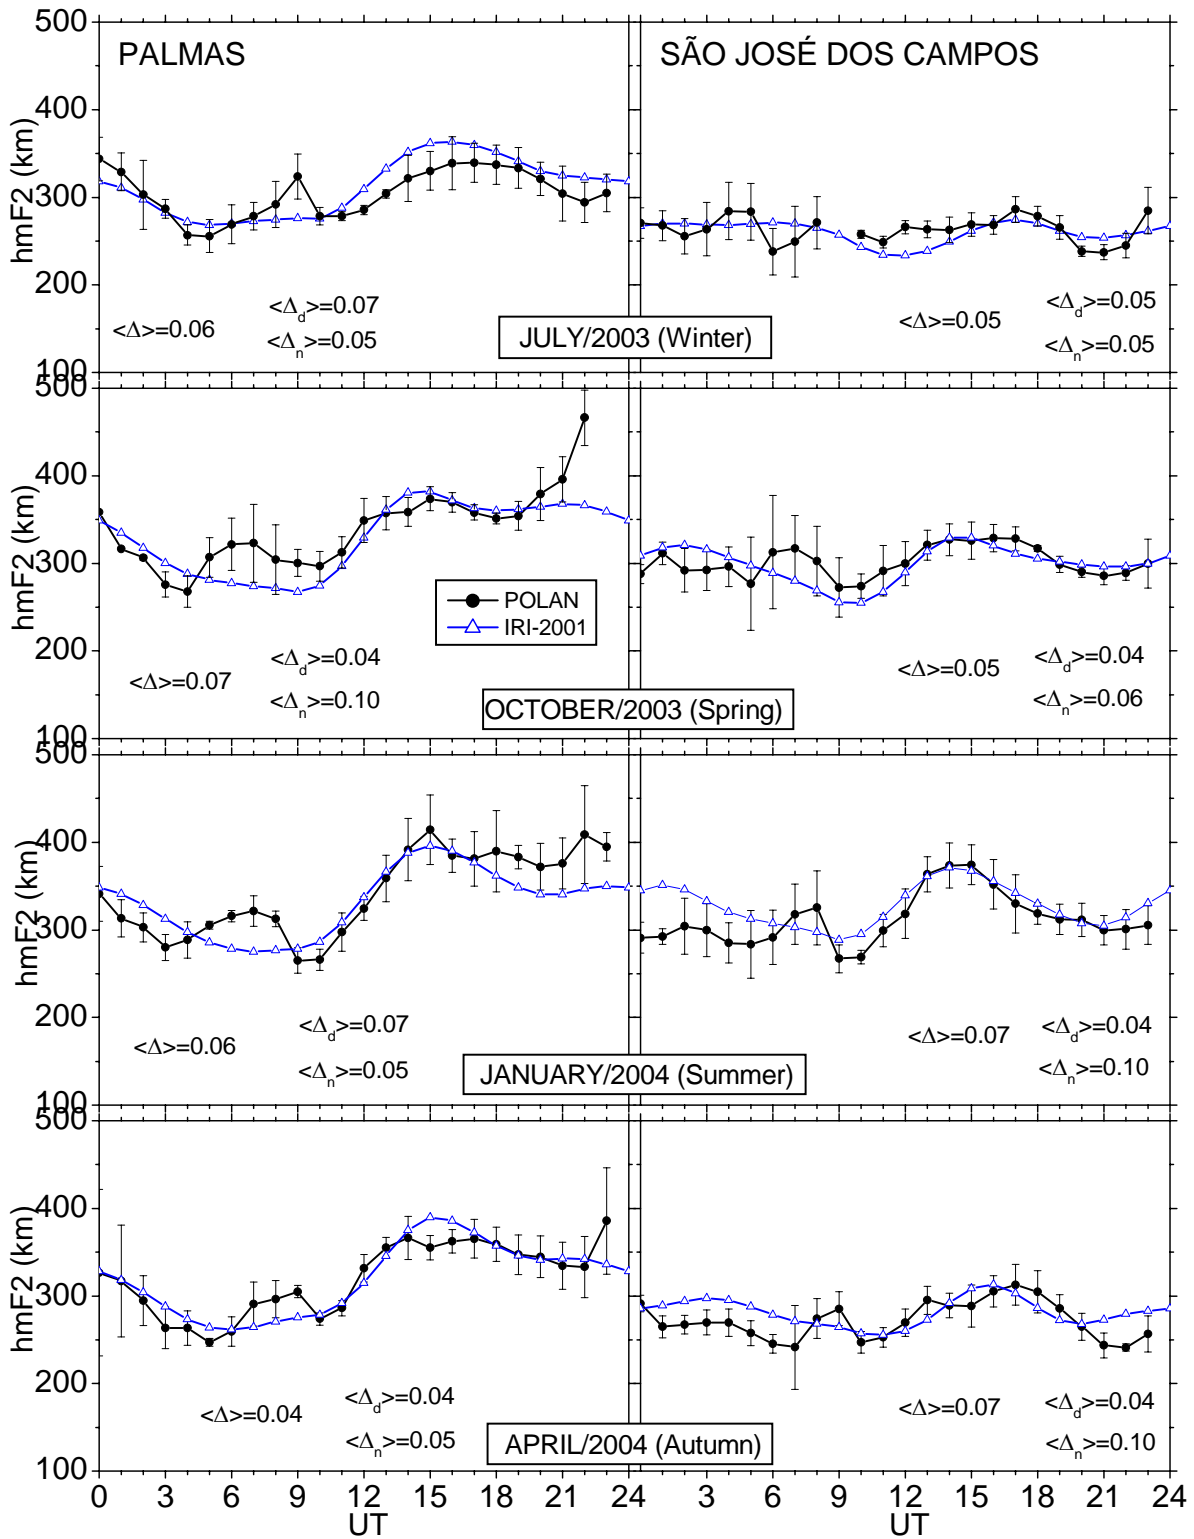 PALMAS
SÃO JOSÉ DOS CAMPOS
500
400
300
200
100
hmF2 (km)
<Δ>=0.06
<Δd>=0.07
<Δn>=0.05
<Δ>=0.05
<Δd>=0.05
<Δn>=0.05
JULY/2003 (Winter)
500
400
300
200
100
hmF2 (km)
POLAN
IRI-2001
<Δ>=0.07
<Δd>=0.04
<Δn>=0.10
<Δ>=0.05
<Δd>=0.04
<Δn>=0.06
OCTOBER/2003 (Spring)
500
400
300
200
100
hmF2 (km)
<Δ>=0.06
<Δd>=0.07
<Δn>=0.05
<Δ>=0.07
<Δd>=0.04
<Δn>=0.10
JANUARY/2004 (Summer)
500
400
300
200
100
hmF2 (km)
<Δ>=0.04
<Δd>=0.04
<Δn>=0.05
<Δ>=0.07
<Δd>=0.04
<Δn>=0.10
APRIL/2004 (Autumn)
0 3 6 9 12 15 18 21 24 3 6 9 12 15 18 21 24
UT UT